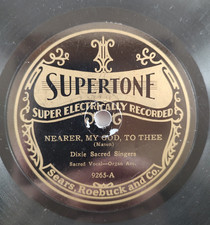 SUPERTONE
SUPER ELECTRICALLY RECORDED
NEARER, MY GOD, TO THEE
(Mason)
Dixie Sacred Singers
Sacred Vocal—Organ Acc.
9265-A
Sears, Roebuck and Co.